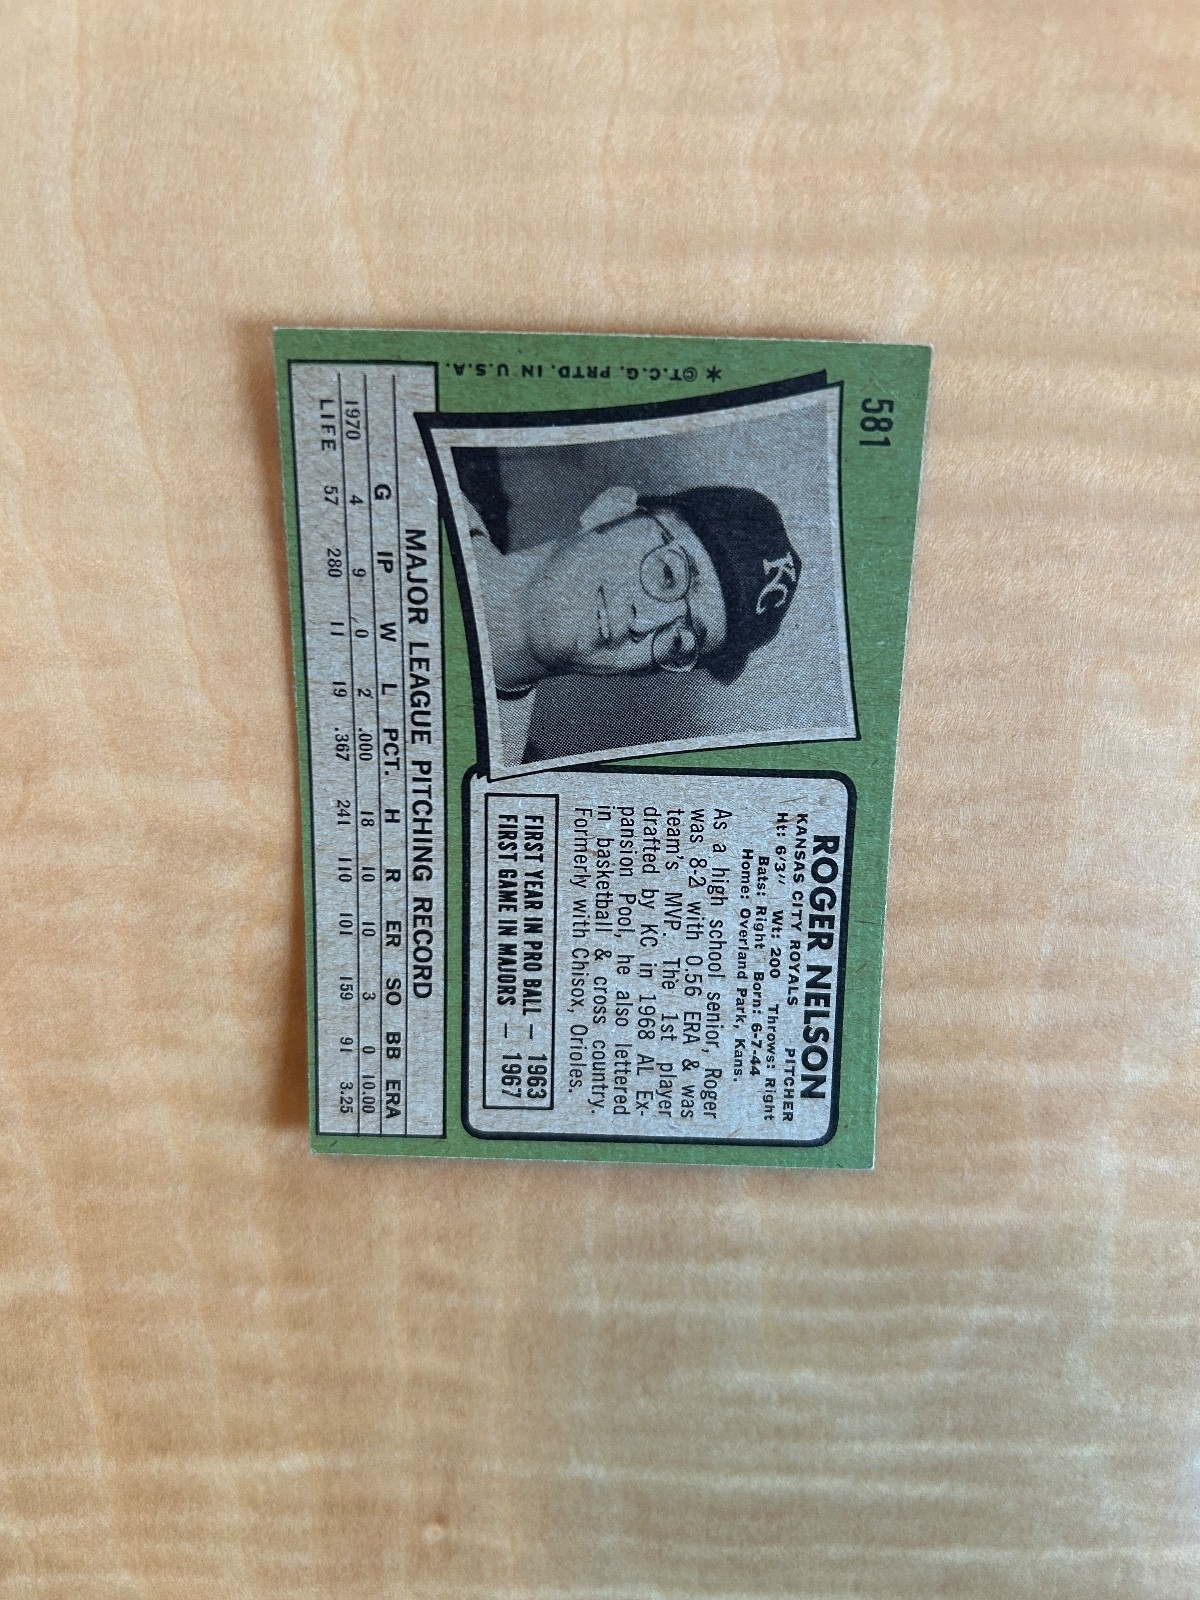 581
ROGER NELSON
KANSAS CITY ROYALS PITCHER
Ht: 6'3" Wt: 200 Throws: Right
Bats: Right Born: 6-7-44
Home: Overland Park, Kans.
As a high school senior, Roger
was 8-2 with 0.56 ERA & was
team's MVP. The 1st player
drafted by KC in 1968 AL Ex-
pansion Pool, he also lettered
in basketball & cross country.
Formerly with Chisox, Orioles.
FIRST YEAR IN PRO BALL — 1963
FIRST GAME IN MAJORS — 1967
KC
* ©T.C.G. PRTD. IN U.S.A.
MAJOR LEAGUE PITCHING RECORD
G IP W L PCT. H R ER SO BB ERA
1970 4 9 0 2 .000 18 10 10 3 0 10.00
LIFE 57 280 11 19 .367 241 110 101 159 91 3.25